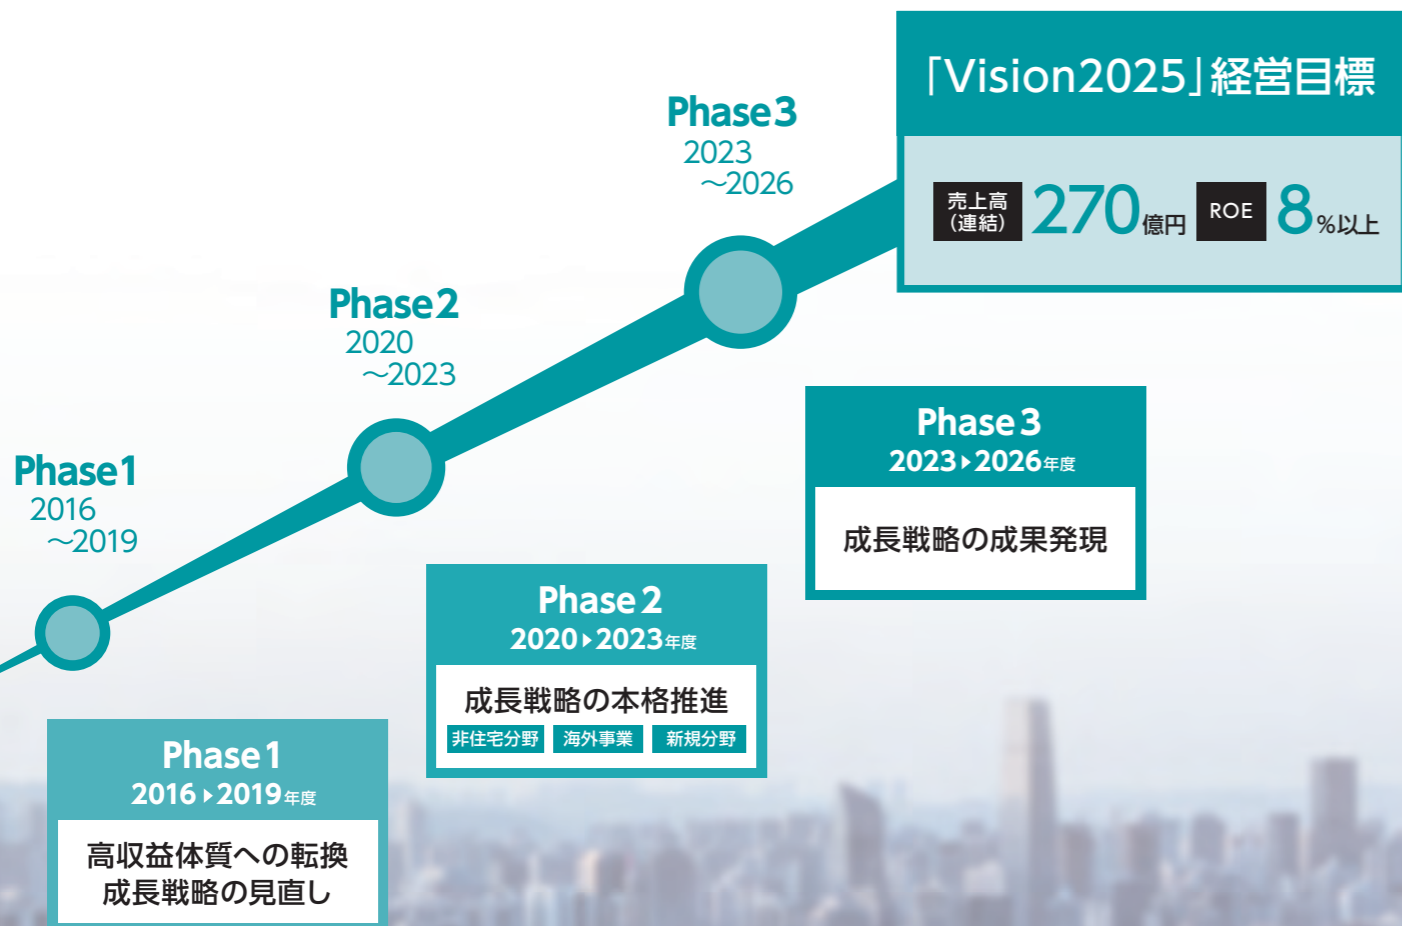 「Vision2025」経営目標
売上高
（連結）
270億円
ROE
8%以上
Phase3
2023
～2026
Phase2
2020
～2023
Phase1
2016
～2019
Phase3
2023▶2026年度
成長戦略の成果発現
Phase2
2020▶2023年度
成長戦略の本格推進
非住宅分野 海外事業 新規分野
Phase1
2016▶2019年度
高収益体質への転換
成長戦略の見直し